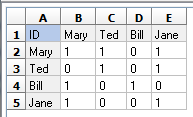 A B C D E
1 ID Mary Ted Bill Jane
2 Mary 1 1 0 1
3 Ted 0 1 0 1
4 Bill 1 0 1 0
5 Jane 1 0 0 1